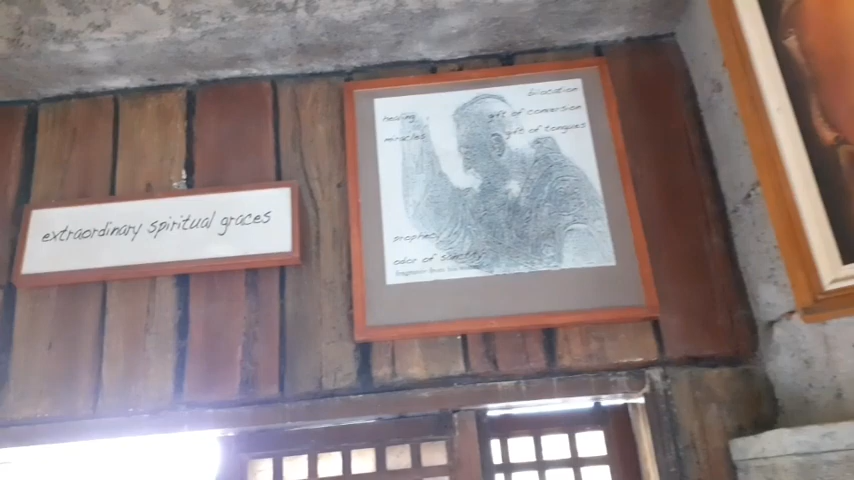 extraordinary spiritual graces
bilocation
healing
gift of conversion
miracles
gift of tongues
prophecy
odor of sanctity